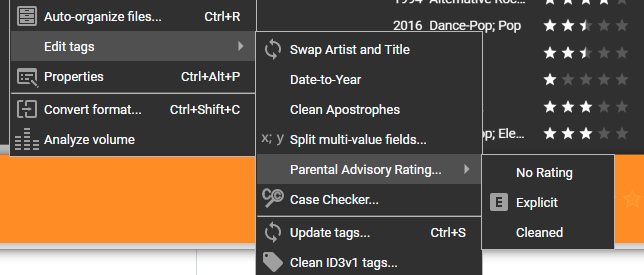 Auto-organize files... Ctrl+R
Edit tags
Properties Ctrl+Alt+P
Convert format... Ctrl+Shift+C
Analyze volume
Swap Artist and Title
Date-to-Year
Clean Apostrophes
x; y Split multi-value fields...
Parental Advisory Rating...
Case Checker...
Update tags... Ctrl+S
Clean ID3v1 tags...
No Rating
E Explicit
Cleaned
1994 Alternative Roc...
2016 Dance-Pop; Pop
op; Ele...